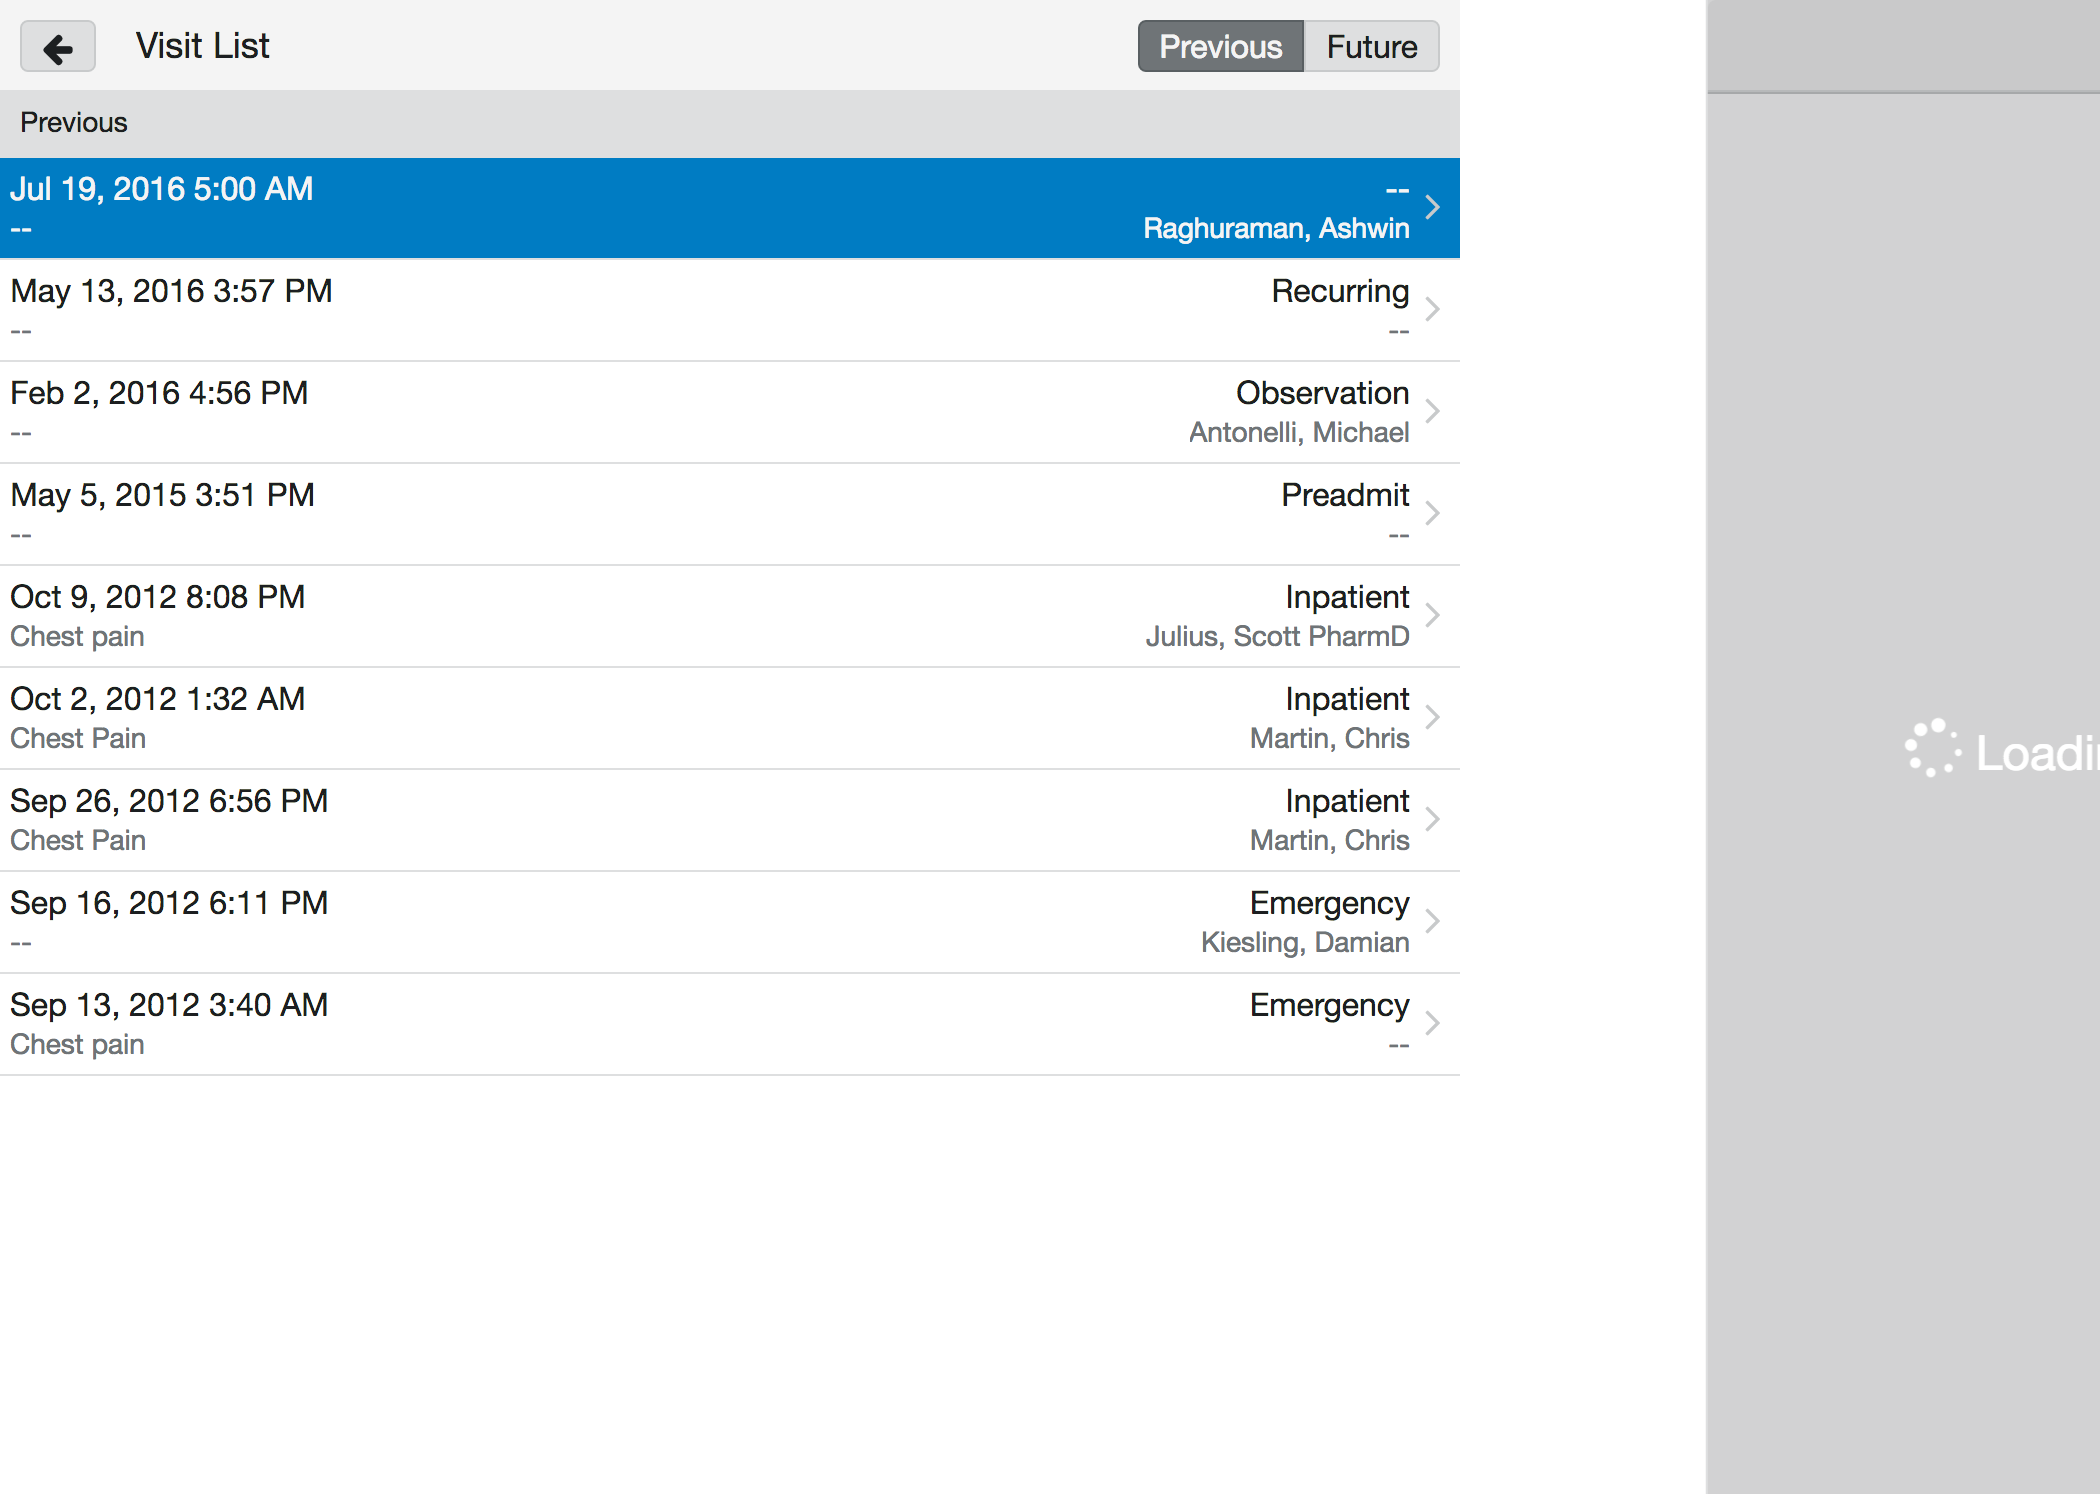 Visit List
Previous Future
Previous
Jul 19, 2016 5:00 AM --
-- Raghuraman, Ashwin
May 13, 2016 3:57 PM Recurring
-- --
Feb 2, 2016 4:56 PM Observation
-- Antonelli, Michael
May 5, 2015 3:51 PM Preadmit
-- --
Oct 9, 2012 8:08 PM Inpatient
Chest pain Julius, Scott PharmD
Oct 2, 2012 1:32 AM Inpatient
Chest Pain Martin, Chris
Sep 26, 2012 6:56 PM Inpatient
Chest Pain Martin, Chris
Sep 16, 2012 6:11 PM Emergency
-- Kiesling, Damian
Sep 13, 2012 3:40 AM Emergency
Chest pain --